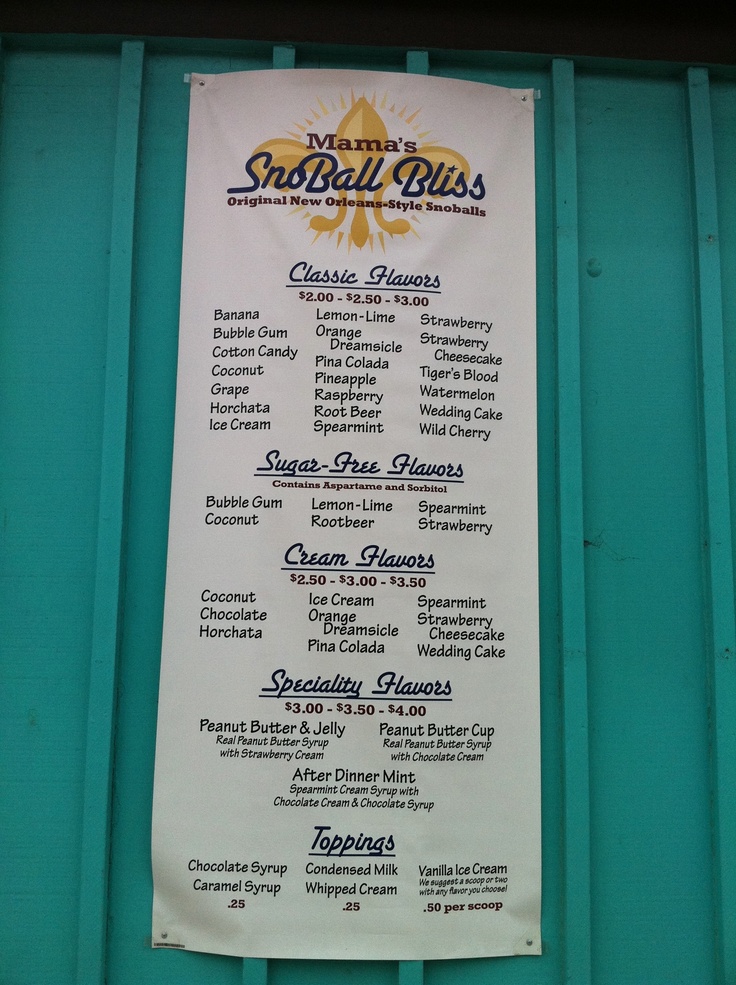 Mama's
SnoBall Bliss
Original New Orleans-Style Snoballs
Classic Flavors
$2.00 - $2.50 - $3.00
Banana
Bubble Gum
Cotton Candy
Coconut
Grape
Horchata
Ice Cream
Lemon-Lime
Orange
Dreamsicle
Pina Colada
Pineapple
Raspberry
Root Beer
Spearmint
Strawberry
Strawberry
Cheesecake
Tiger's Blood
Watermelon
Wedding Cake
Wild Cherry
Sugar-Free Flavors
Contains Aspartame and Sorbitol
Bubble Gum
Coconut
Lemon-Lime
Rootbeer
Spearmint
Strawberry
Cream Flavors
$2.50 - $3.00 - $3.50
Coconut
Chocolate
Horchata
Ice Cream
Orange
Dreamsicle
Pina Colada
Spearmint
Strawberry
Cheesecake
Wedding Cake
Speciality Flavors
$3.00 - $3.50 - $4.00
Peanut Butter & Jelly
Real Peanut Butter Syrup
with Strawberry Cream
Peanut Butter Cup
Real Peanut Butter Syrup
with Chocolate Cream
After Dinner Mint
Spearmint Cream Syrup with
Chocolate Cream & Chocolate Syrup
Toppings
Chocolate Syrup
Caramel Syrup
.25
Condensed Milk
Whipped Cream
.25
Vanilla Ice Cream
We suggest a scoop or two
with any flavor you choose!
.50 per scoop